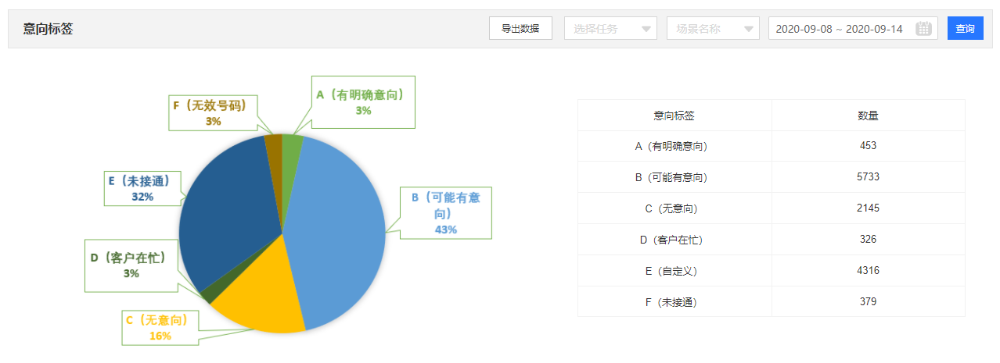 意向标签
导出数据
选择任务
场景名称
2020-09-08 ~ 2020-09-14
查询
A（有明确意向）
3%
F（无效号码）
3%
E（未接通）
32%
B（可能有意
向）
43%
D（客户在忙）
3%
C（无意向）
16%
意向标签 数量
A（有明确意向） 453
B（可能有意向） 5733
C（无意向） 2145
D（客户在忙） 326
E（自定义） 4316
F（未接通） 379